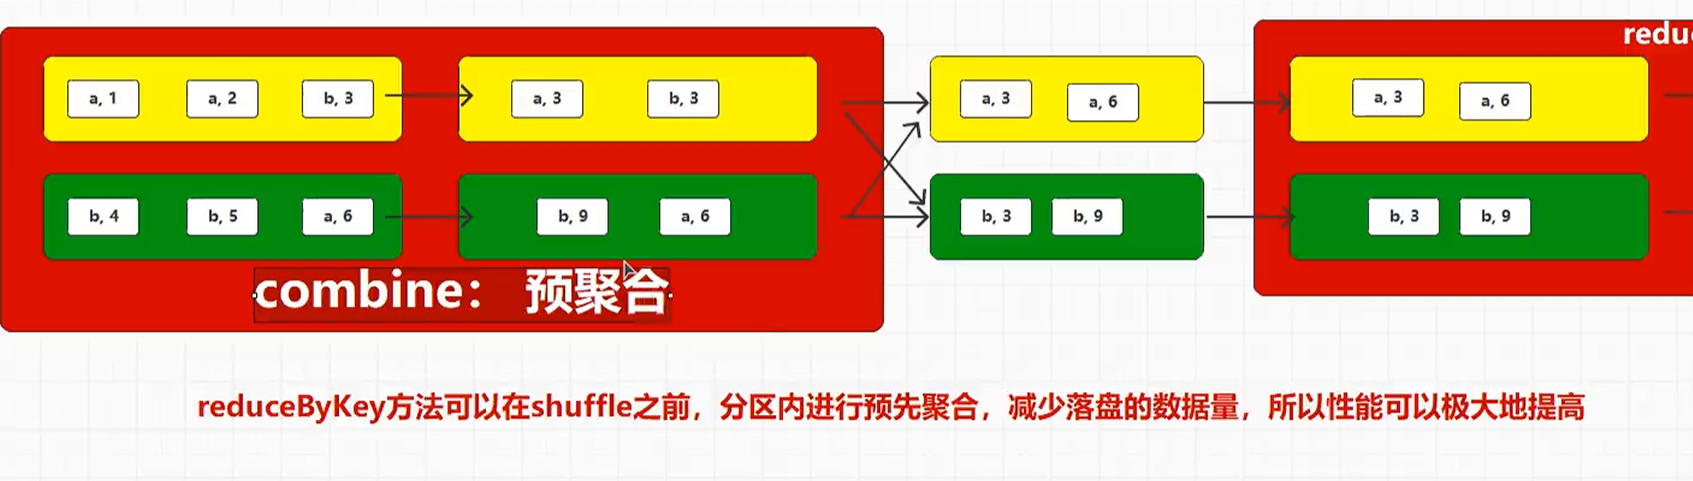 reduc
a, 1 a, 2 b, 3 a, 3 b, 3 a, 3 a, 6 a, 3 a, 6
b, 4 b, 5 a, 6 b, 9 a, 6 b, 3 b, 9 b, 3 b, 9
combine： 预聚合
reduceByKey方法可以在shuffle之前，分区内进行预先聚合，减少落盘的数据量，所以性能可以极大地提高